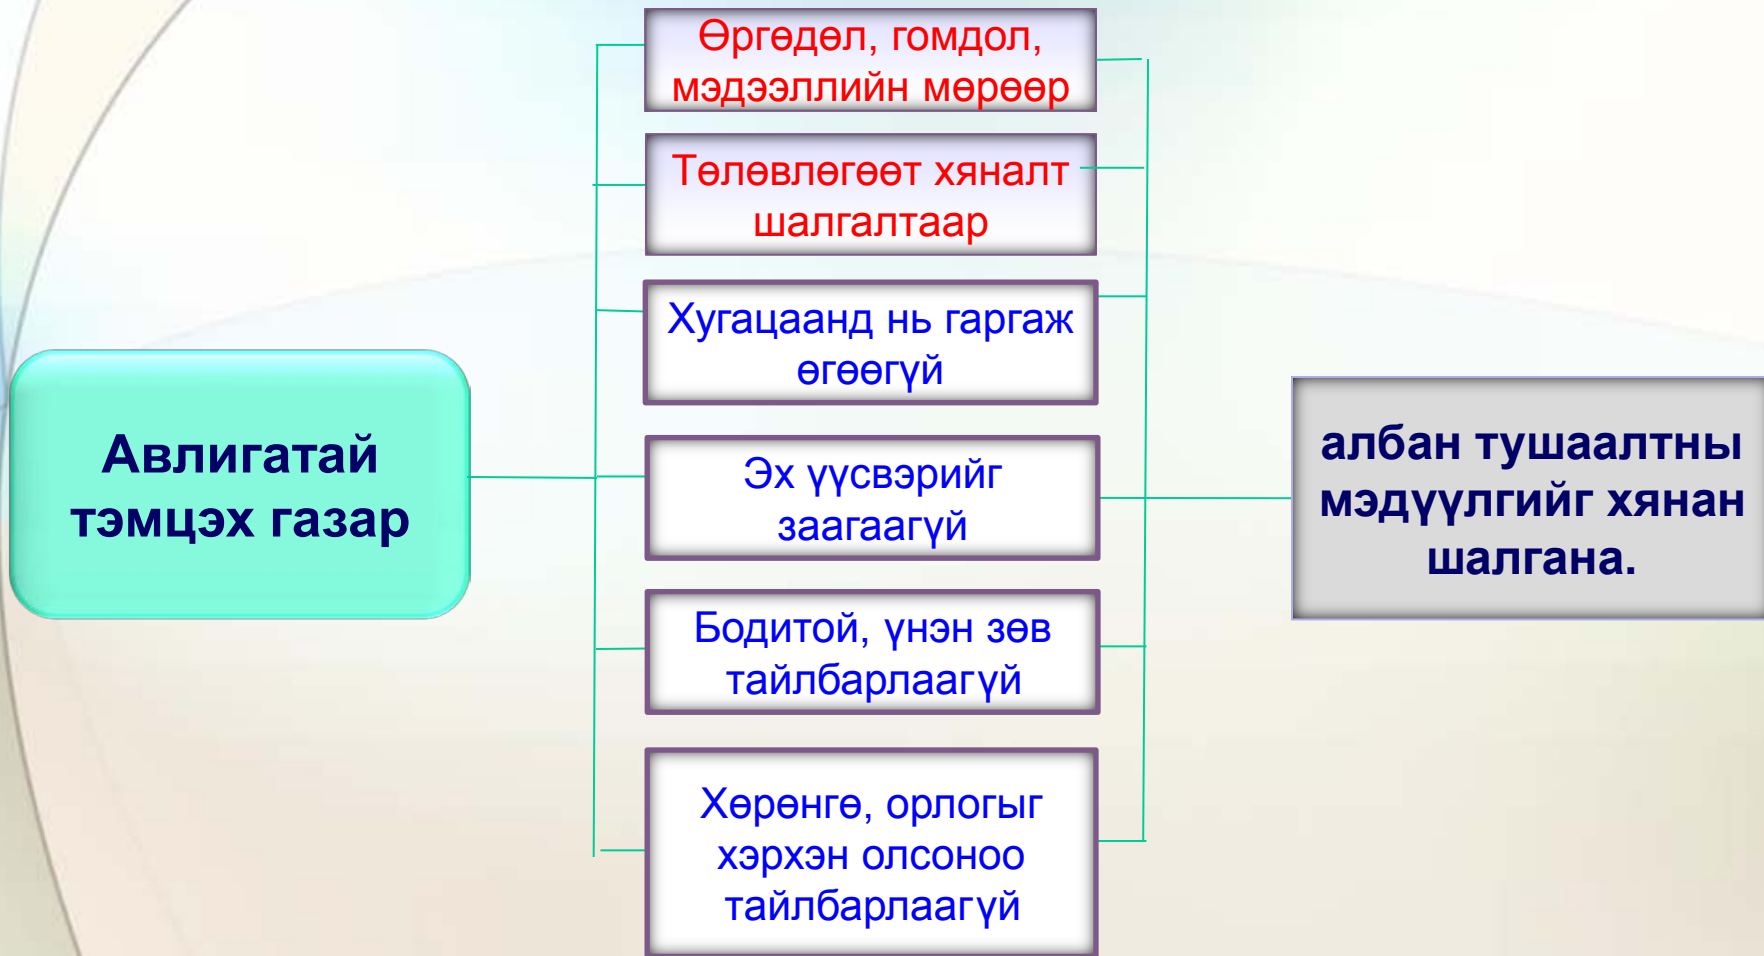 Авлигатай
тэмцэх газар
Өргөдөл, гомдол,
мэдээллийн мөрөөр
Төлөвлөгөөт хяналт
шалгалтаар
Хугацаанд нь гаргаж
өгөөгүй
Эх үүсвэрийг
заагаагүй
Бодитой, үнэн зөв
тайлбарлаагүй
Хөрөнгө, орлогыг
хэрхэн олсоноо
тайлбарлаагүй
албан тушаалтны
мэдүүлгийг хянан
шалгана.